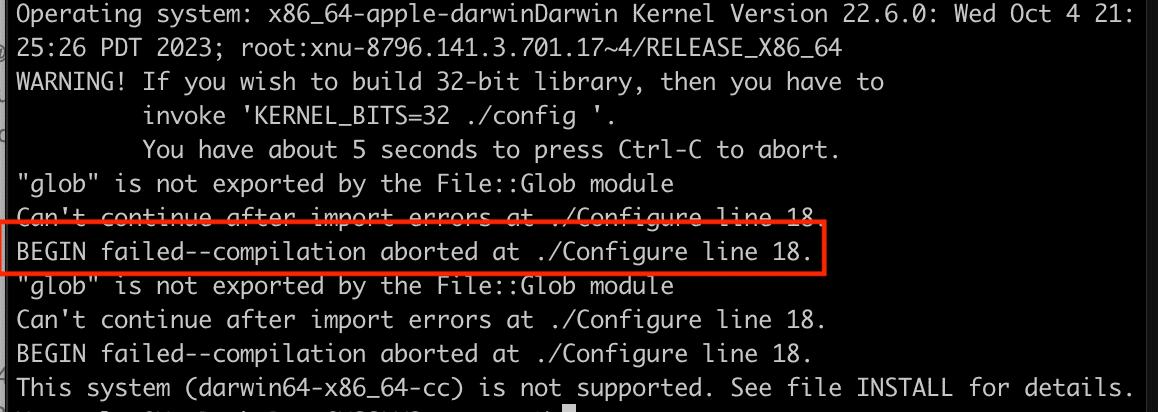 Operating system: x86_64-apple-darwinDarwin Kernel Version 22.6.0: Wed Oct 4 21:
25:26 PDT 2023; root:xnu-8796.141.3.701.17~4/RELEASE_X86_64
WARNING! If you wish to build 32-bit library, then you have to
invoke 'KERNEL_BITS=32 ./config '.
You have about 5 seconds to press Ctrl-C to abort.
"glob" is not exported by the File::Glob module
Can't continue after import errors at ./Configure line 18.
BEGIN failed--compilation aborted at ./Configure line 18.
"glob" is not exported by the File::Glob module
Can't continue after import errors at ./Configure line 18.
BEGIN failed--compilation aborted at ./Configure line 18.
This system (darwin64-x86_64-cc) is not supported. See file INSTALL for details.